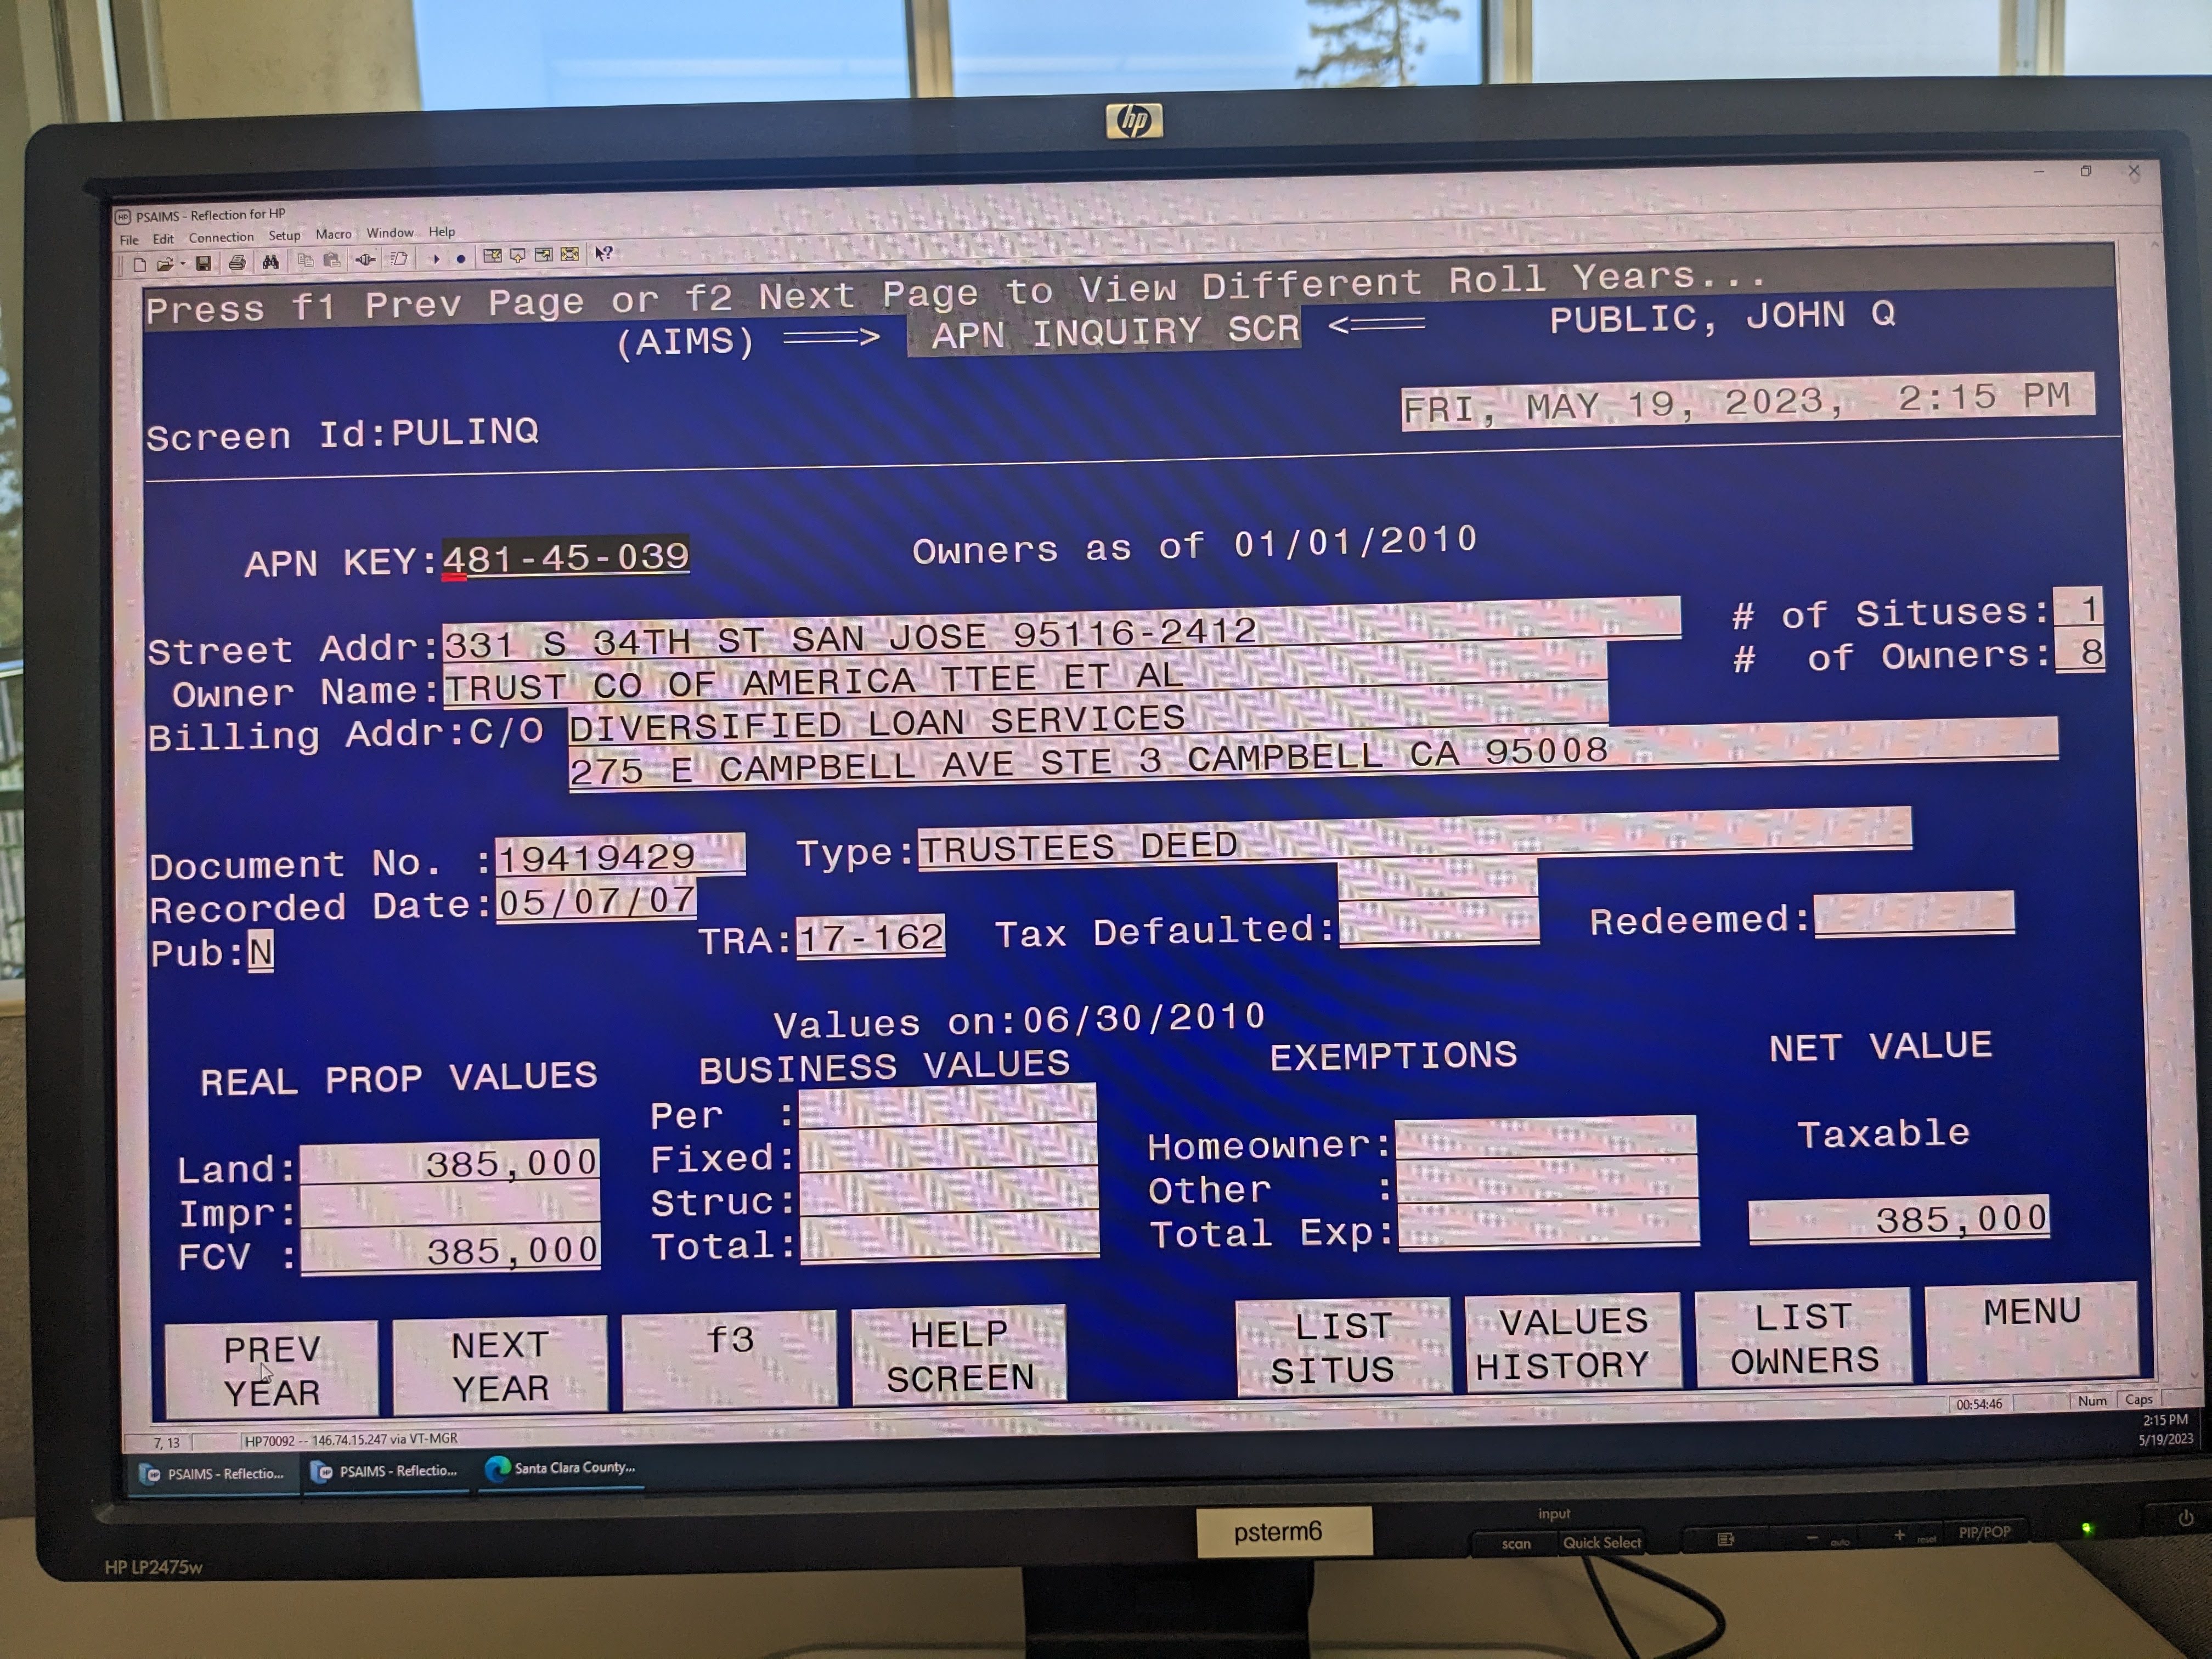 hp
PSAIMS - Reflection for HP
File Edit Connection Setup Macro Window Help
Press f1 Prev Page or f2 Next Page to View Different Roll Years...
(AIMS) ===> APN INQUIRY SCR <=== PUBLIC, JOHN Q
FRI, MAY 19, 2023, 2:15 PM
Screen Id:PULINQ
APN KEY:481-45-039 Owners as of 01/01/2010
Street Addr:331 S 34TH ST SAN JOSE 95116-2412 # of Situses: 1
Owner Name:TRUST CO OF AMERICA TTEE ET AL # of Owners: 8
Billing Addr:C/O DIVERSIFIED LOAN SERVICES
275 E CAMPBELL AVE STE 3 CAMPBELL CA 95008
Document No. :19419429 Type:TRUSTEES DEED
Recorded Date:05/07/07
Pub:N TRA:17-162 Tax Defaulted: Redeemed:
Values on:06/30/2010
REAL PROP VALUES BUSINESS VALUES EXEMPTIONS NET VALUE
Per :
Land: 385,000 Fixed: Homeowner: Taxable
Impr: Struc: Other :
FCV : 385,000 Total: Total Exp: 385,000
PREV YEAR NEXT YEAR f3 HELP SCREEN LIST SITUS VALUES HISTORY LIST OWNERS MENU
00:54:46 Num Caps
7, 13 HP70092 -- 146.74.15.247 via VT-MGR
2:15 PM
5/19/2023
PSAIMS - Reflectio... PSAIMS - Reflectio... Santa Clara County...
psterm6
input
scan Quick Select - auto + reset PIP/POP
HP LP2475w